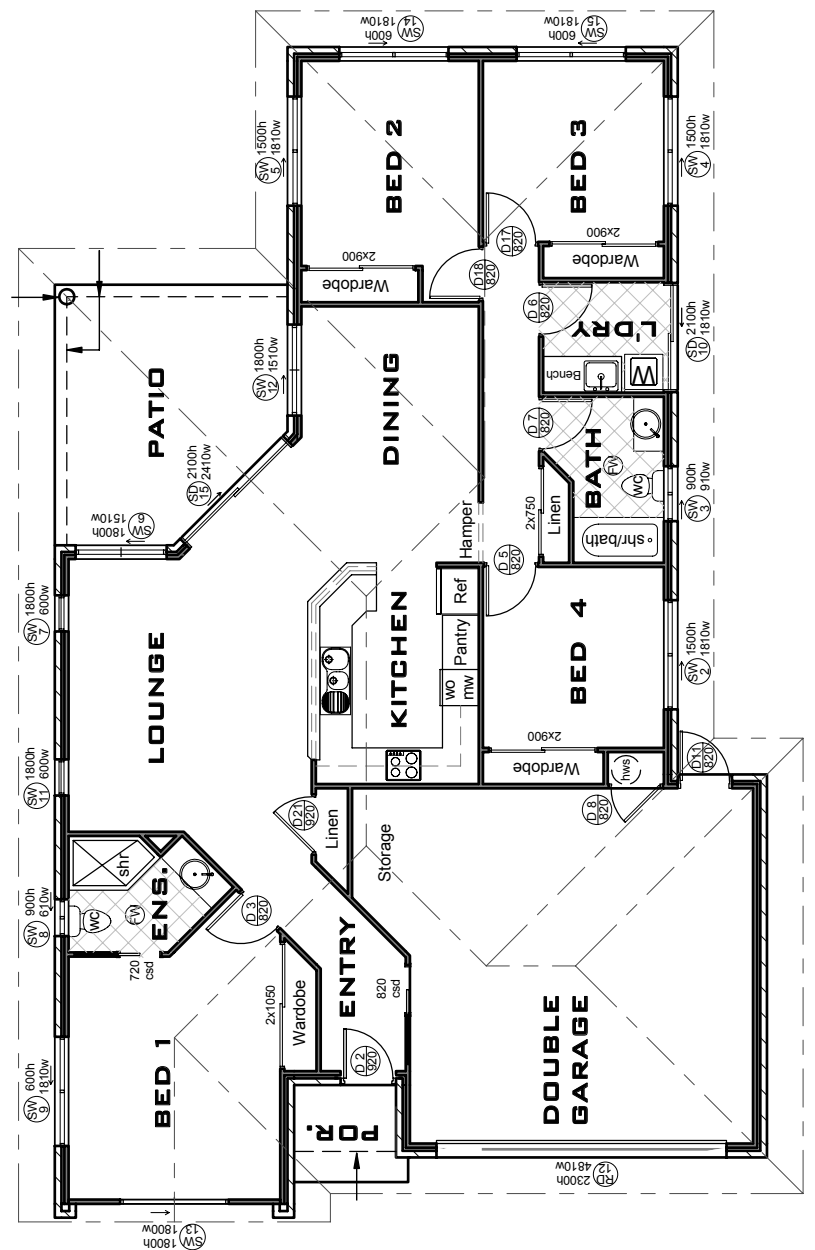 SW 14
600h
1810w
SW 15
600h
1810w
SW 5
1500h
1810w
BED 2
BED 3
SW 4
1500h
1810w
2x900
Wardobe
D18 820
D17 820
2x900
Wardobe
D 6 820
L'DRY
SD 10
2100h
1810w
Bench
W
PATIO
SW 12
1800h
1510w
DINING
SD 15
2100h
2410w
SW 6
1800h
1510w
D 7 820
BATH
FW
WC
SW 3
900h
910w
2x750
Linen
shr/bath
Hamper
D 5 820
SW 7
1800h
600w
LOUNGE
KITCHEN
Ref
Pantry
wo
mw
BED 4
SW 2
1500h
1810w
2x900
Wardobe
hws
D11 820
D 8 820
SW 11
1800h
600w
D21 920
Linen
Storage
shr
ENS.
FW
WC
SW 8
900h
610w
D 3 820
720
csd
2x1050
Wardobe
ENTRY
820
csd
D 2 920
SW 9
600h
1810w
BED 1
DOUBLE
GARAGE
POR.
RD 12
2300h
4810w
SW 13
1800h
1800w